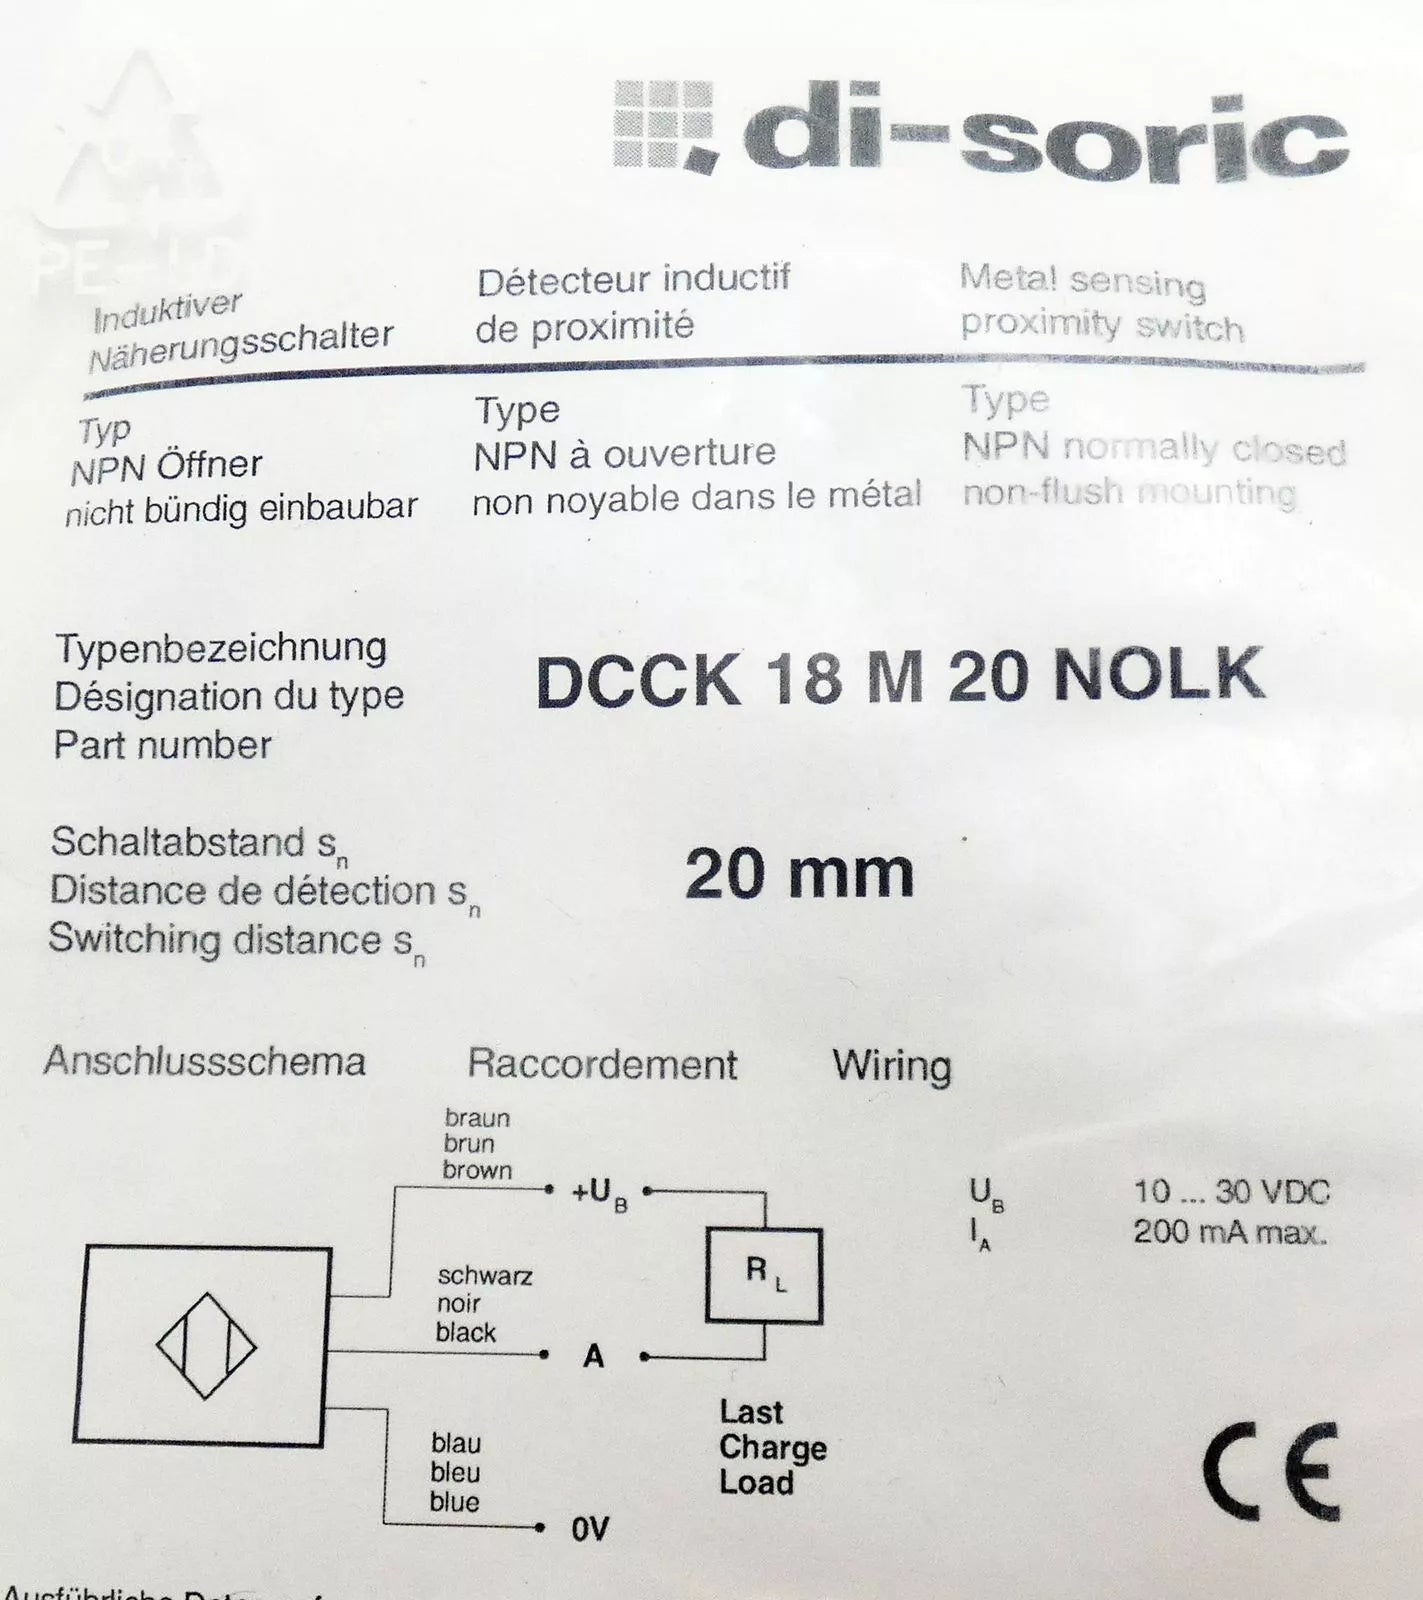 di-soric
Induktiver
Näherungsschalter
Détecteur inductif
de proximité
Metal sensing
proximity switch
Typ
NPN Öffner
nicht bündig einbaubar
Type
NPN à ouverture
non noyable dans le métal
Type
NPN normally closed
non-flush mounting
Typenbezeichnung
Désignation du type
Part number
DCCK 18 M 20 NOLK
Schaltabstand sn
Distance de détection sn
Switching distance sn
20 mm
Anschlussschema Raccordement Wiring
braun
brun
brown
+UB
schwarz
noir
black
A
blau
bleu
blue
0V
RL
Last
Charge
Load
UB 10 ... 30 VDC
IA 200 mA max.
CE